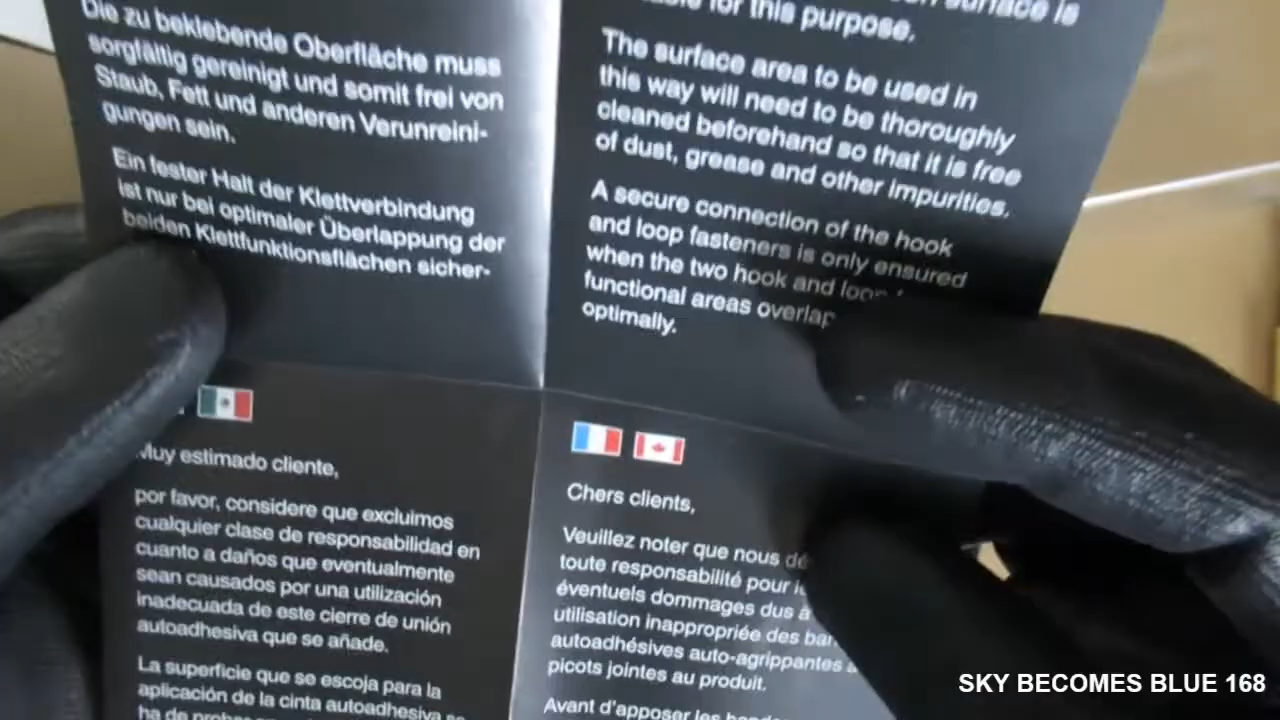 Die zu beklebende Oberfläche muss
sorgfältig gereinigt und somit frei von
Staub, Fett und anderen Verunreini-
gungen sein.
Ein fester Halt der Klettverbindung
ist nur bei optimaler Überlappung der
beiden Klettfunktionsflächen sicher-
surface is
for this purpose.
The surface area to be used in
this way will need to be thoroughly
cleaned beforehand so that it is free
of dust, grease and other impurities.
A secure connection of the hook
and loop fasteners is only ensured
when the two hook and loop
functional areas overlap
optimally.
Muy estimado cliente,
por favor, considere que excluimos
cualquier clase de responsabilidad en
cuanto a daños que eventualmente
sean causados por una utilización
inadecuada de este cierre de unión
autoadhesiva que se añade.
La superficie que se escoja para la
aplicación de la cinta autoadhesiva se
ha de
Chers clients,
Veuillez noter que nous dé
toute responsabilité pour
éventuels dommages dus à
utilisation inappropriée des
autoadhésives auto-agrippantes
picots jointes au produit.
Avant d'apposer les
SKY BECOMES BLUE 168